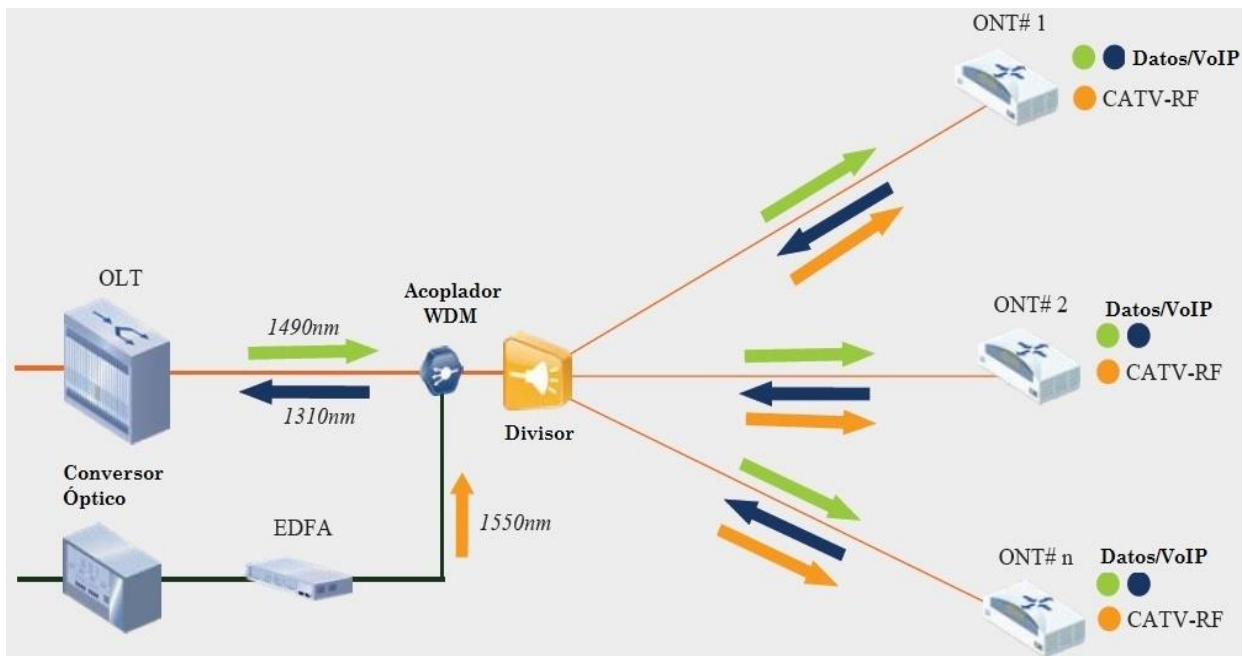 ONT# 1
Datos/VoIP
CATV-RF
OLT
1490nm
1310nm
Acoplador
WDM
Divisor
ONT# 2
Datos/VoIP
CATV-RF
Conversor
Óptico
EDFA
1550nm
ONT# n
Datos/VoIP
CATV-RF